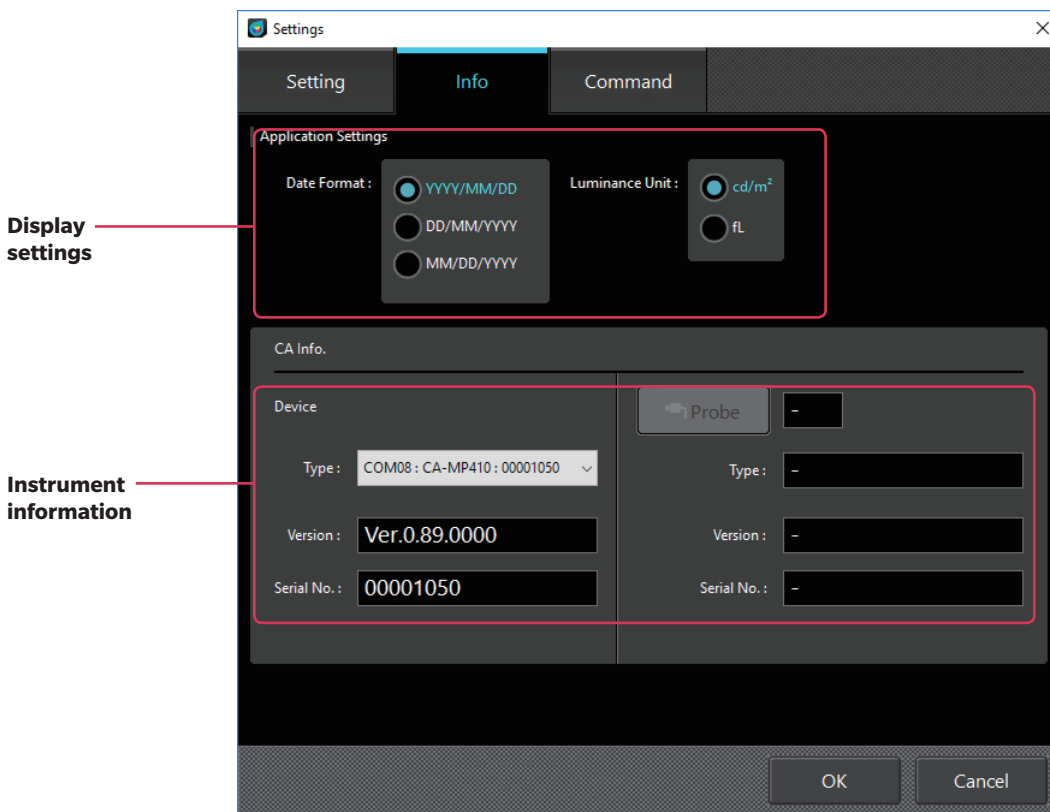 Settings
Setting Info Command
Application Settings
Date Format : YYYY/MM/DD
DD/MM/YYYY
MM/DD/YYYY
Luminance Unit : cd/m²
fL
Display
settings
CA Info.
Device
Type : COM08 : CA-MP410 : 00001050
Version : Ver.0.89.0000
Serial No. : 00001050
Probe -
Type : -
Version : -
Serial No. : -
Instrument
information
OK Cancel